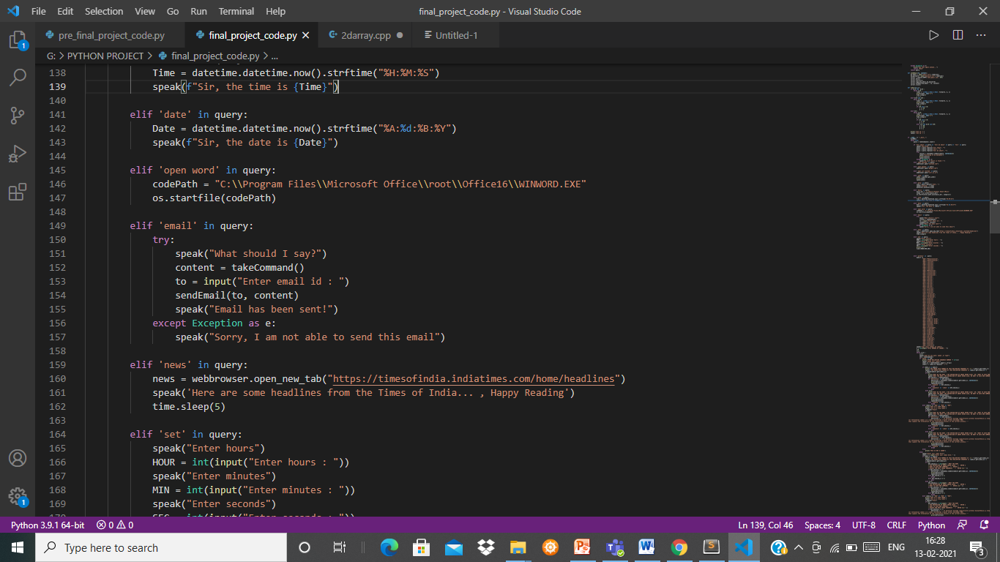 File Edit Selection View Go Run Terminal Help final_project_code.py - Visual Studio Code
pre_final_project_code.py final_project_code.py 2darray.cpp Untitled-1
G: > PYTHON PROJECT > final_project_code.py > ...
138 Time = datetime.datetime.now().strftime("%H:%M:%S")
139 speak(f"Sir, the time is {Time}")
140
141 elif 'date' in query:
142 Date = datetime.datetime.now().strftime("%A:%d:%B:%Y")
143 speak(f"Sir, the date is {Date}")
144
145 elif 'open word' in query:
146 codePath = "C:\\Program Files\\Microsoft Office\\root\\Office16\\WINWORD.EXE"
147 os.startfile(codePath)
148
149 elif 'email' in query:
150 try:
151 speak("What should I say?")
152 content = takeCommand()
153 to = input("Enter email id : ")
154 sendEmail(to, content)
155 speak("Email has been sent!")
156 except Exception as e:
157 speak("Sorry, I am not able to send this email")
158
159 elif 'news' in query:
160 news = webbrowser.open_new_tab("https://timesofindia.indiatimes.com/home/headlines")
161 speak('Here are some headlines from the Times of India... , Happy Reading')
162 time.sleep(5)
163
164 elif 'set' in query:
165 speak("Enter hours")
166 HOUR = int(input("Enter hours : "))
167 speak("Enter minutes")
168 MIN = int(input("Enter minutes : "))
169 speak("Enter seconds")
170 SEC = int(input("Enter seconds : "))
1
1
Python 3.9.1 64-bit 0 0 Ln 139, Col 46 Spaces: 4 UTF-8 CRLF Python
Type here to search ENG 16:28
13-02-2021 3